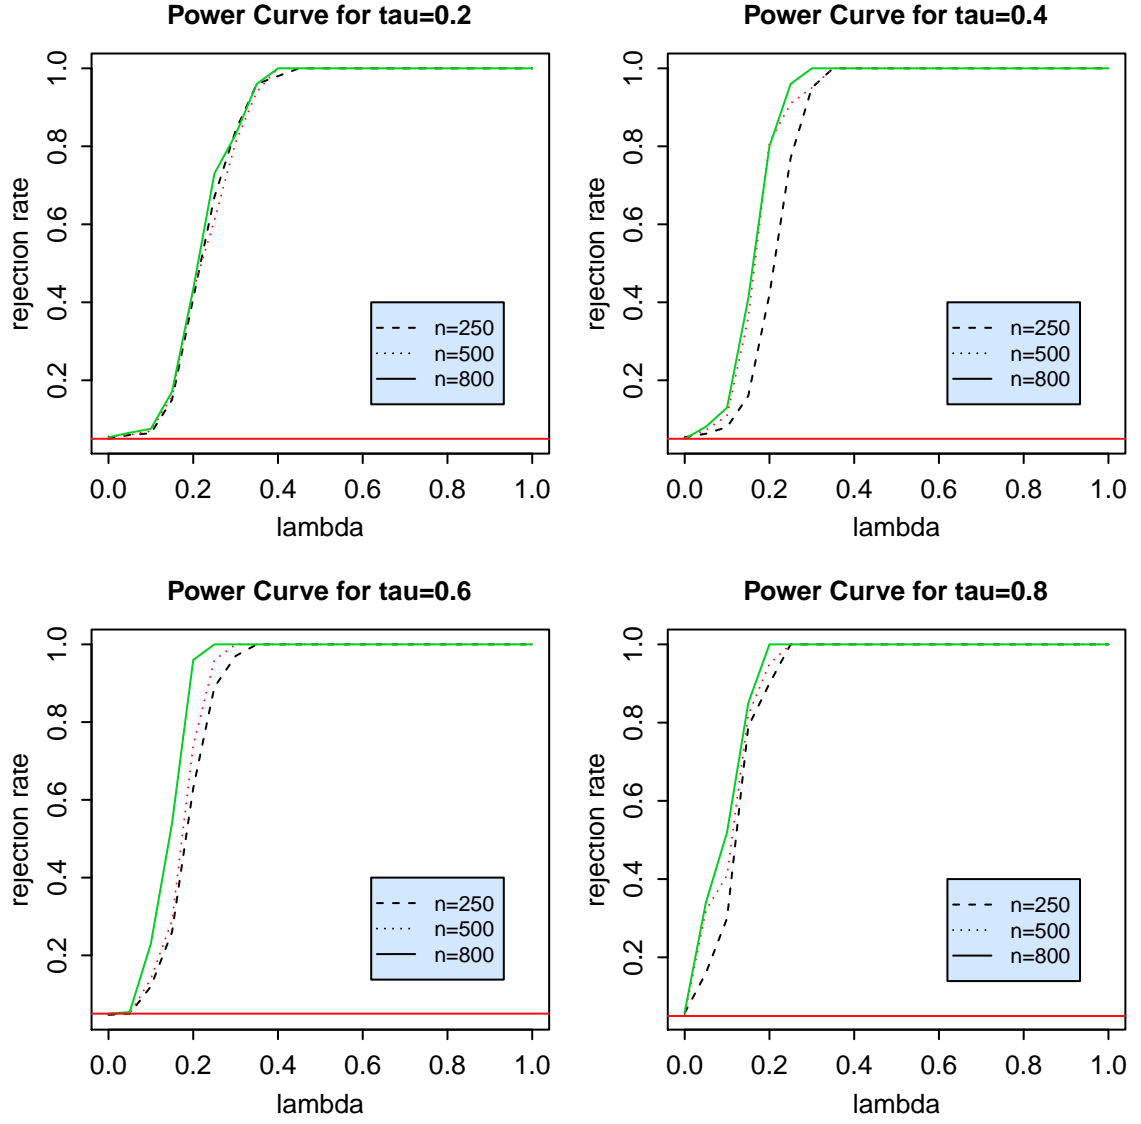 Power Curve for tau=0.2
1.0
0.8
0.6
0.4
0.2
rejection rate
n=250
n=500
n=800
0.0 0.2 0.4 0.6 0.8 1.0
lambda
Power Curve for tau=0.4
1.0
0.8
0.6
0.4
0.2
rejection rate
n=250
n=500
n=800
0.0 0.2 0.4 0.6 0.8 1.0
lambda
Power Curve for tau=0.6
1.0
0.8
0.6
0.4
0.2
rejection rate
n=250
n=500
n=800
0.0 0.2 0.4 0.6 0.8 1.0
lambda
Power Curve for tau=0.8
1.0
0.8
0.6
0.4
0.2
rejection rate
n=250
n=500
n=800
0.0 0.2 0.4 0.6 0.8 1.0
lambda